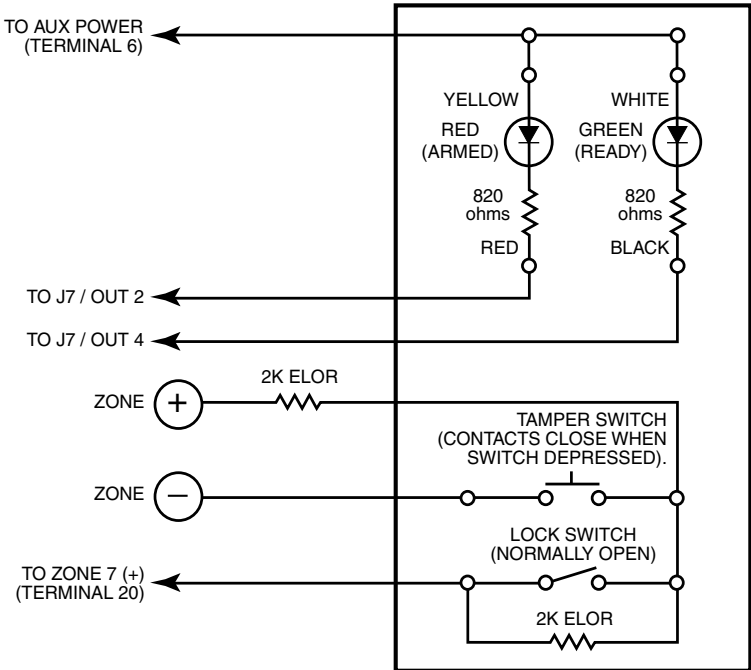 TO AUX POWER
(TERMINAL 6)
YELLOW
WHITE
RED
(ARMED)
GREEN
(READY)
820
ohms
820
ohms
RED
BLACK
TO J7 / OUT 2
TO J7 / OUT 4
2K ELOR
ZONE
+
TAMPER SWITCH
(CONTACTS CLOSE WHEN
SWITCH DEPRESSED).
ZONE
–
LOCK SWITCH
(NORMALLY OPEN)
TO ZONE 7 (+)
(TERMINAL 20)
2K ELOR